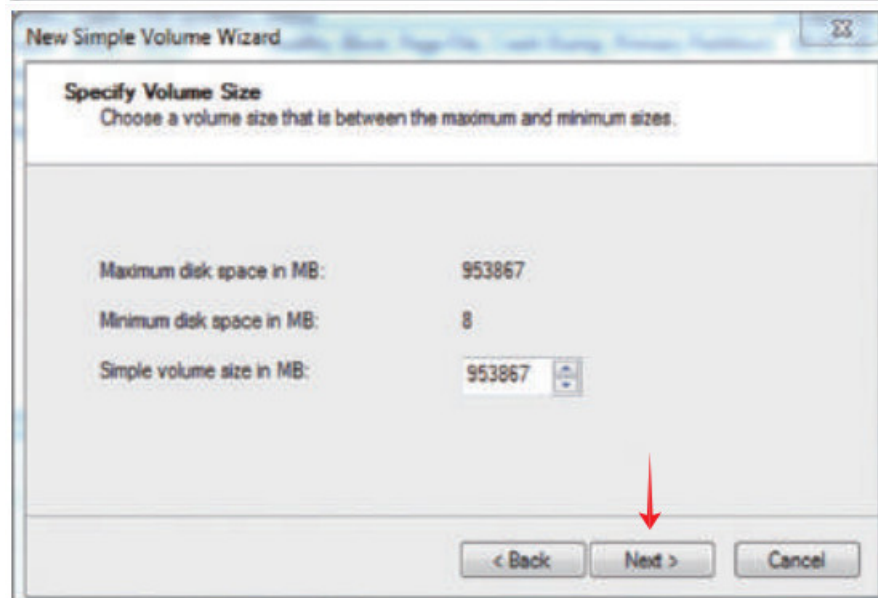 New Simple Volume Wizard
Specify Volume Size
Choose a volume size that is between the maximum and minimum sizes.
Maximum disk space in MB: 953867
Minimum disk space in MB: 8
Simple volume size in MB: 953867
< Back Next > Cancel